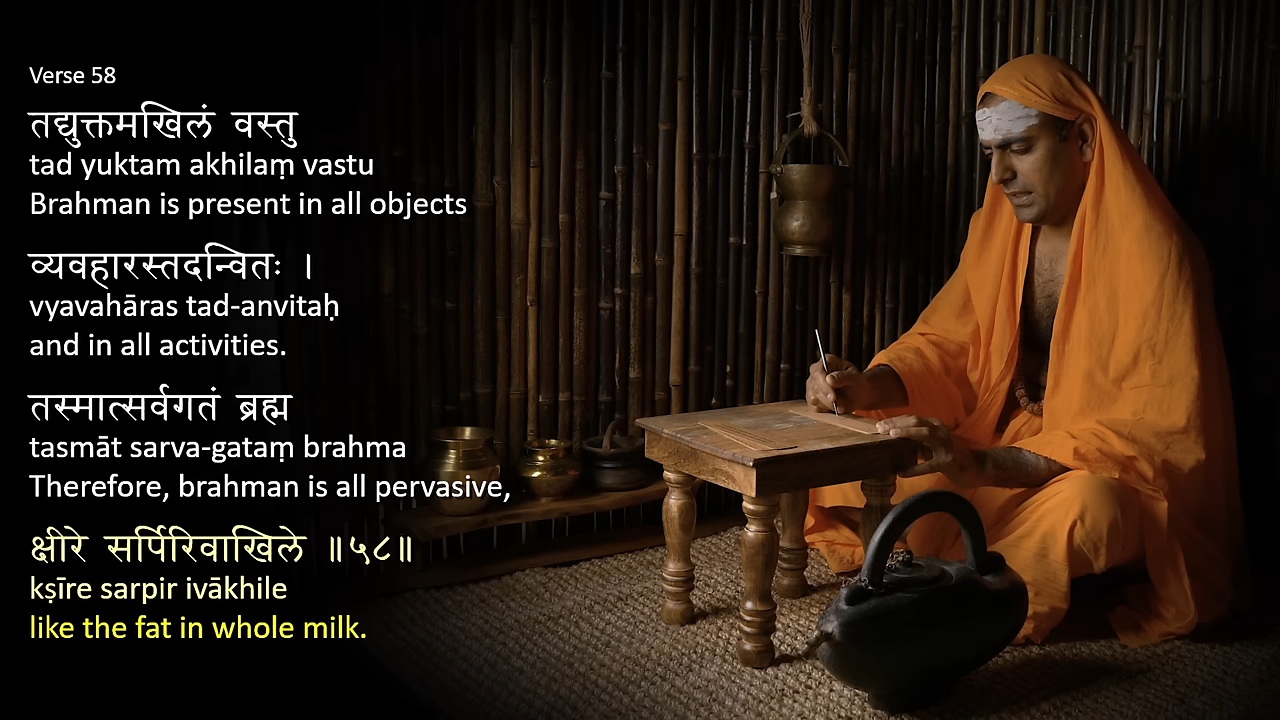 Verse 58
तद्युक्तमखिलं वस्तु
tad yuktam akhilaṃ vastu
Brahman is present in all objects
व्यवहारस्तदन्वितः ।
vyavahāras tad-anvitaḥ
and in all activities.
तस्मात्सर्वगतं ब्रह्म
tasmāt sarva-gataṃ brahma
Therefore, brahman is all pervasive,
क्षीरे सर्पिरिवाखिले ॥५८॥
kṣīre sarpir ivākhile
like the fat in whole milk.